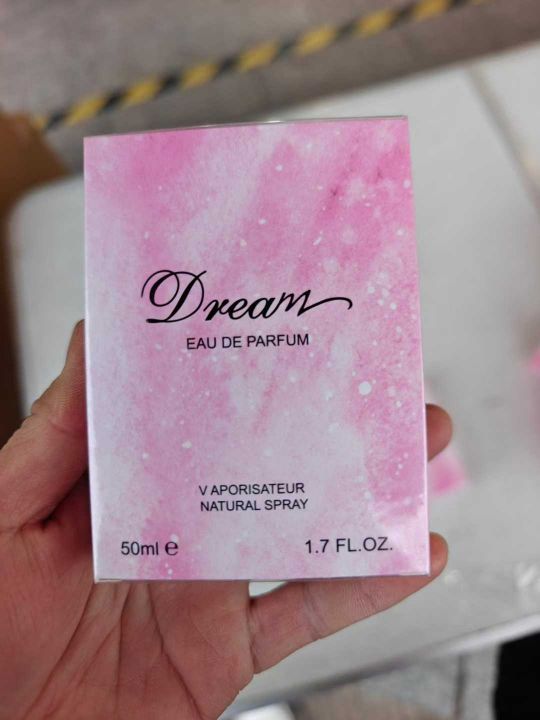 Dream
EAU DE PARFUM
V APORISATEUR
NATURAL SPRAY
50ml ℮ 1.7 FL.OZ.